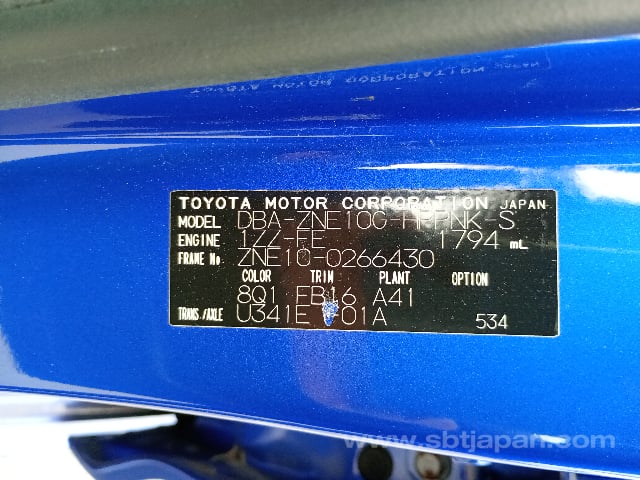 TOYOTA MOTOR CORPORATION JAPAN
MODEL DBA-ZNE10G-HRPNK-S
ENGINE 1ZZ-FE 1794 mL
FRAME No ZNE10-0266430
COLOR TRIM PLANT OPTION
8Q1 FB16 A41
TRANS./AXLE U341E 01A 534
www.sbtjapan.com